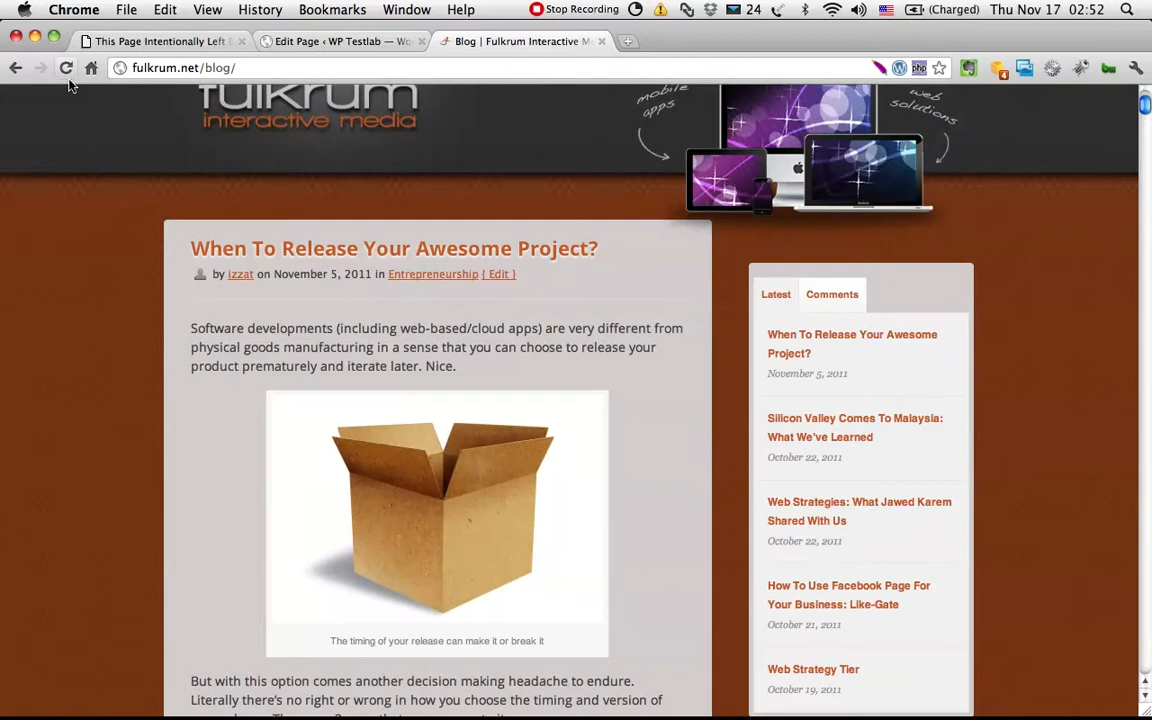 Chrome File Edit View History Bookmarks Window Help Stop Recording 24 (Charged) Thu Nov 17 02:52
This Page Intentionally Left B Edit Page ‹ WP Testlab — Wo Blog | Fulkrum Interactive M
fulkrum.net/blog/
php
4
fulkrum
interactive media
mobile
apps
web
solutions
When To Release Your Awesome Project?
by izzat on November 5, 2011 in Entrepreneurship { Edit }
Software developments (including web-based/cloud apps) are very different from
physical goods manufacturing in a sense that you can choose to release your
product prematurely and iterate later. Nice.
The timing of your release can make it or break it
But with this option comes another decision making headache to endure.
Literally there's no right or wrong in how you choose the timing and version of
Latest Comments
When To Release Your Awesome
Project?
November 5, 2011
Silicon Valley Comes To Malaysia:
What We've Learned
October 22, 2011
Web Strategies: What Jawed Karem
Shared With Us
October 22, 2011
How To Use Facebook Page For
Your Business: Like-Gate
October 21, 2011
Web Strategy Tier
October 19, 2011